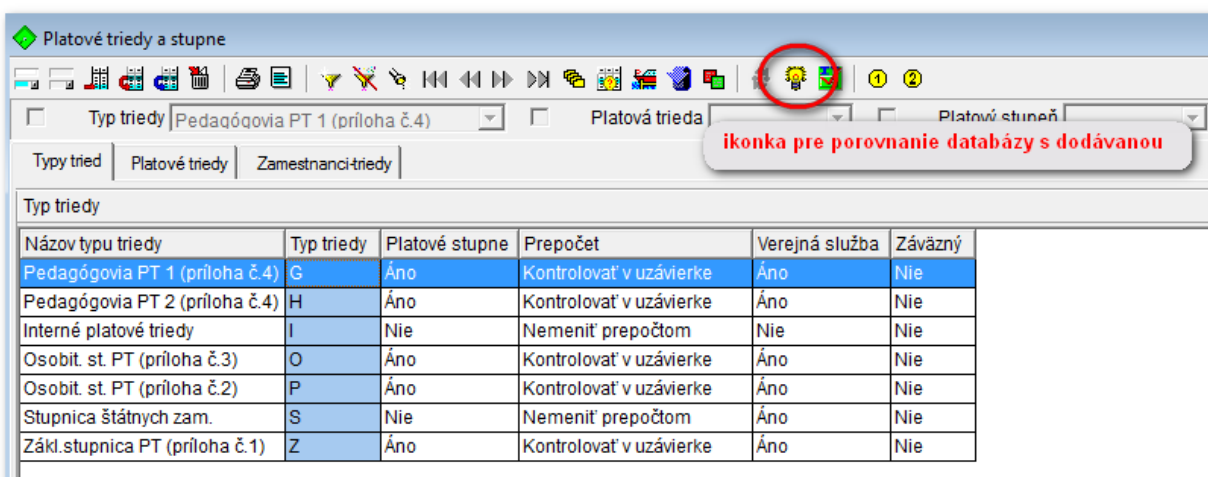 Platové triedy a stupne
1 2
Typ triedy Pedagógovia PT 1 (príloha č.4) Platová trieda Platový stupeň
ikonka pre porovnanie databázy s dodávanou
Typy tried Platové triedy Zamestnanci-triedy
Typ triedy
Názov typu triedy Typ triedy Platové stupne Prepočet Verejná služba Záväzný
Pedagógovia PT 1 (príloha č.4) G Áno Kontrolovať v uzávierke Áno Nie
Pedagógovia PT 2 (príloha č.4) H Áno Kontrolovať v uzávierke Áno Nie
Interné platové triedy I Nie Nemeniť prepočtom Nie Nie
Osobit. st. PT (príloha č.3) O Áno Kontrolovať v uzávierke Áno Nie
Osobit. st. PT (príloha č.2) P Áno Kontrolovať v uzávierke Áno Nie
Stupnica štátnych zam. S Nie Nemeniť prepočtom Áno Nie
Zákl.stupnica PT (príloha č.1) Z Áno Kontrolovať v uzávierke Áno Nie